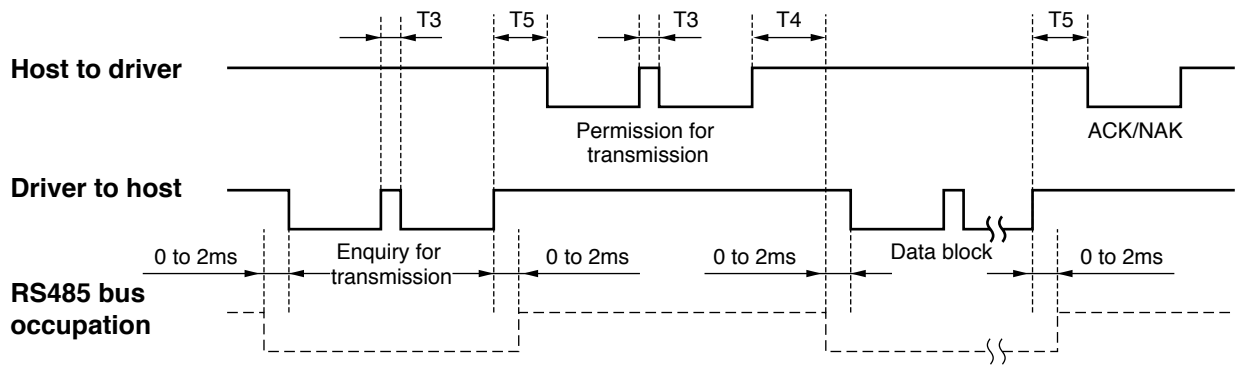 T3
T5
T3
T4
T5
Host to driver
Permission for
transmission
ACK/NAK
Driver to host
0 to 2ms
Enquiry for
transmission
0 to 2ms
0 to 2ms
Data block
0 to 2ms
RS485 bus
occupation